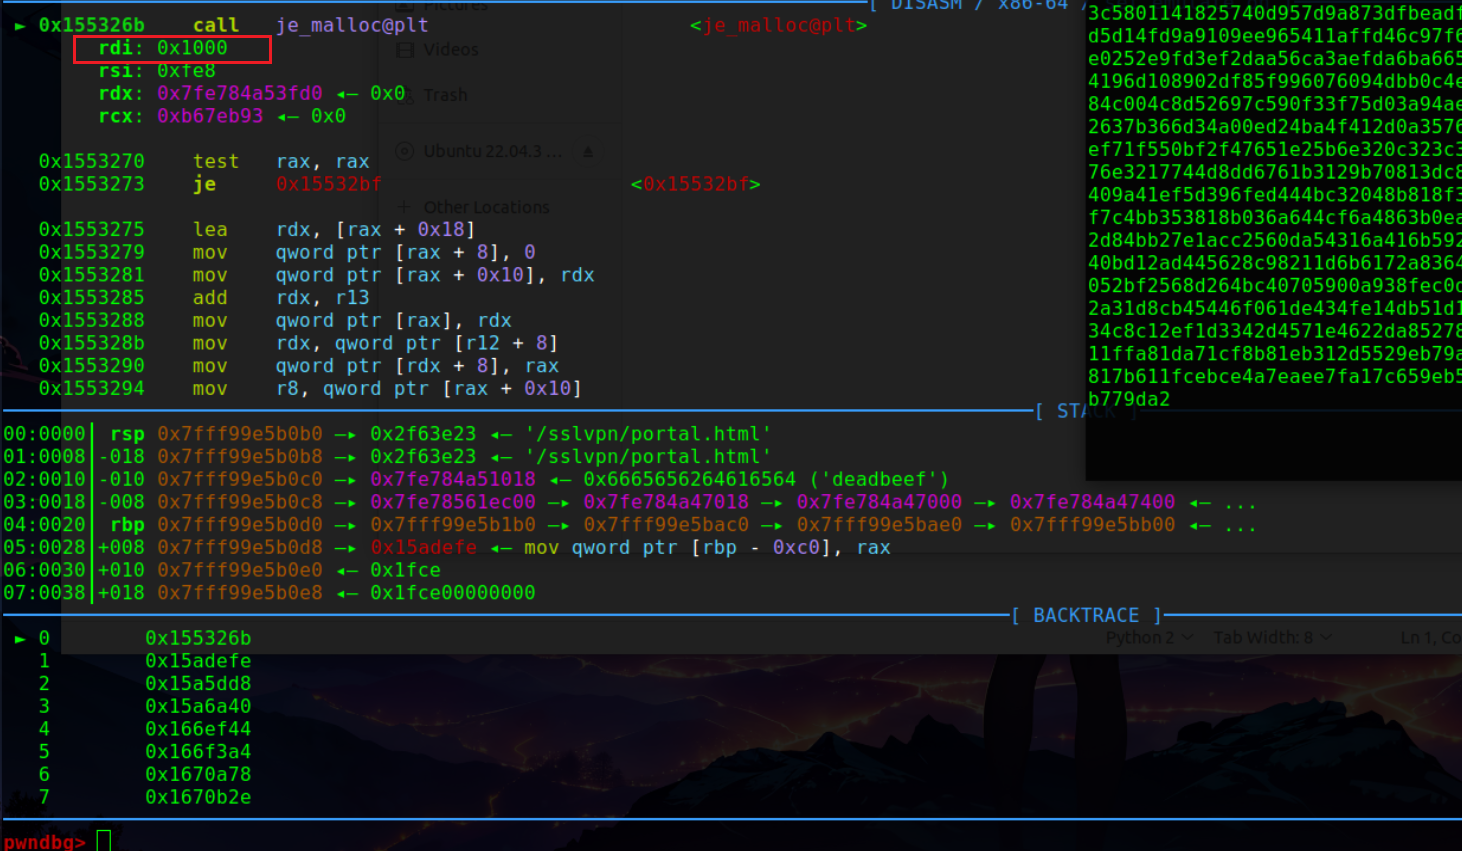 [ DISASM / x86-64 /
► 0x155326b    call   je_malloc@plt                       <je_malloc@plt>
rdi: 0x1000
rsi: 0xfe8
rdx: 0x7fe784a53fd0 ◂— 0x0
rcx: 0xb67eb93 ◂— 0x0
0x1553270    test   rax, rax
0x1553273    je     0x15532bf                     <0x15532bf>
0x1553275    lea    rdx, [rax + 0x18]
0x1553279    mov    qword ptr [rax + 8], 0
0x1553281    mov    qword ptr [rax + 0x10], rdx
0x1553285    add    rdx, r13
0x1553288    mov    qword ptr [rax], rdx
0x155328b    mov    rdx, qword ptr [r12 + 8]
0x1553290    mov    qword ptr [rdx + 8], rax
0x1553294    mov    r8, qword ptr [rax + 0x10]
[ STACK ]
00:0000│ rsp 0x7fff99e5b0b0 —▸ 0x2f63e23 ◂— '/sslvpn/portal.html'
01:0008│-018 0x7fff99e5b0b8 —▸ 0x2f63e23 ◂— '/sslvpn/portal.html'
02:0010│-010 0x7fff99e5b0c0 —▸ 0x7fe784a51018 ◂— 0x6665656264616564 ('deadbeef')
03:0018│-008 0x7fff99e5b0c8 —▸ 0x7fe78561ec00 —▸ 0x7fe784a47018 —▸ 0x7fe784a47000 —▸ 0x7fe784a47400 ◂— ...
04:0020│ rbp 0x7fff99e5b0d0 —▸ 0x7fff99e5b1b0 —▸ 0x7fff99e5bac0 —▸ 0x7fff99e5bae0 —▸ 0x7fff99e5bb00 ◂— ...
05:0028│+008 0x7fff99e5b0d8 —▸ 0x15adefe ◂— mov qword ptr [rbp - 0xc0], rax
06:0030│+010 0x7fff99e5b0e0 ◂— 0x1fce
07:0038│+018 0x7fff99e5b0e8 ◂— 0x1fce00000000
[ BACKTRACE ]
► 0         0x155326b
1         0x15adefe
2         0x15a5dd8
3         0x15a6a40
4         0x166ef44
5         0x166f3a4
6         0x1670a78
7         0x1670b2e
pwndbg>
Pictures
Videos
Trash
Ubuntu 22.04.3 ...
+ Other Locations
Python 2
Tab Width: 8
Ln 1, Co
3c5801141825740d957d9a873dfbeadf
d5d14fd9a9109ee965411affd46c97f6
e0252e9fd3ef2daa56ca3aefda6ba665
4196d108902df85f996076094dbb0c4e
84c004c8d52697c590f33f75d03a94ae
2637b366d34a00ed24ba4f412d0a3576
ef71f550bf2f47651e25b6e320c323c3
76e3217744d8dd6761b3129b70813dc8
409a41ef5d396fed444bc32048b818f3
f7c4bb353818b036a644cf6a4863b0ea
2d84bb27e1acc2560da54316a416b592
40bd12ad445628c98211d6b6172a8364
052bf2568d264bc40705900a938fec0d
2a31d8cb45446f061de434fe14db51d1
34c8c12ef1d3342d4571e4622da85278
11ffa81da71cf8b81eb312d5529eb79a
817b611fcebce4a7eaee7fa17c659eb5
b779da2